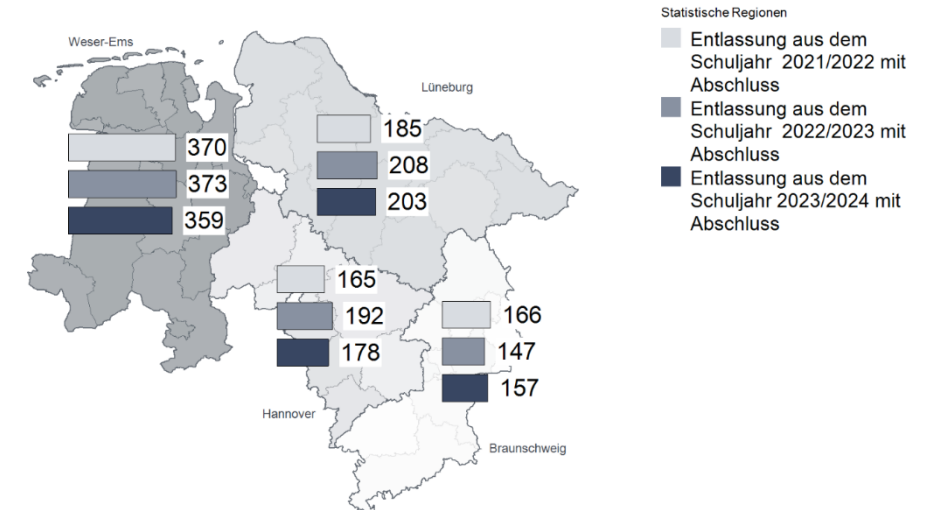 Statistische Regionen
Entlassung aus dem
Schuljahr 2021/2022 mit
Abschluss
Entlassung aus dem
Schuljahr 2022/2023 mit
Abschluss
Entlassung aus dem
Schuljahr 2023/2024 mit
Abschluss
Weser-Ems
370
373
359
Lüneburg
185
208
203
165
192
178
Hannover
166
147
157
Braunschweig